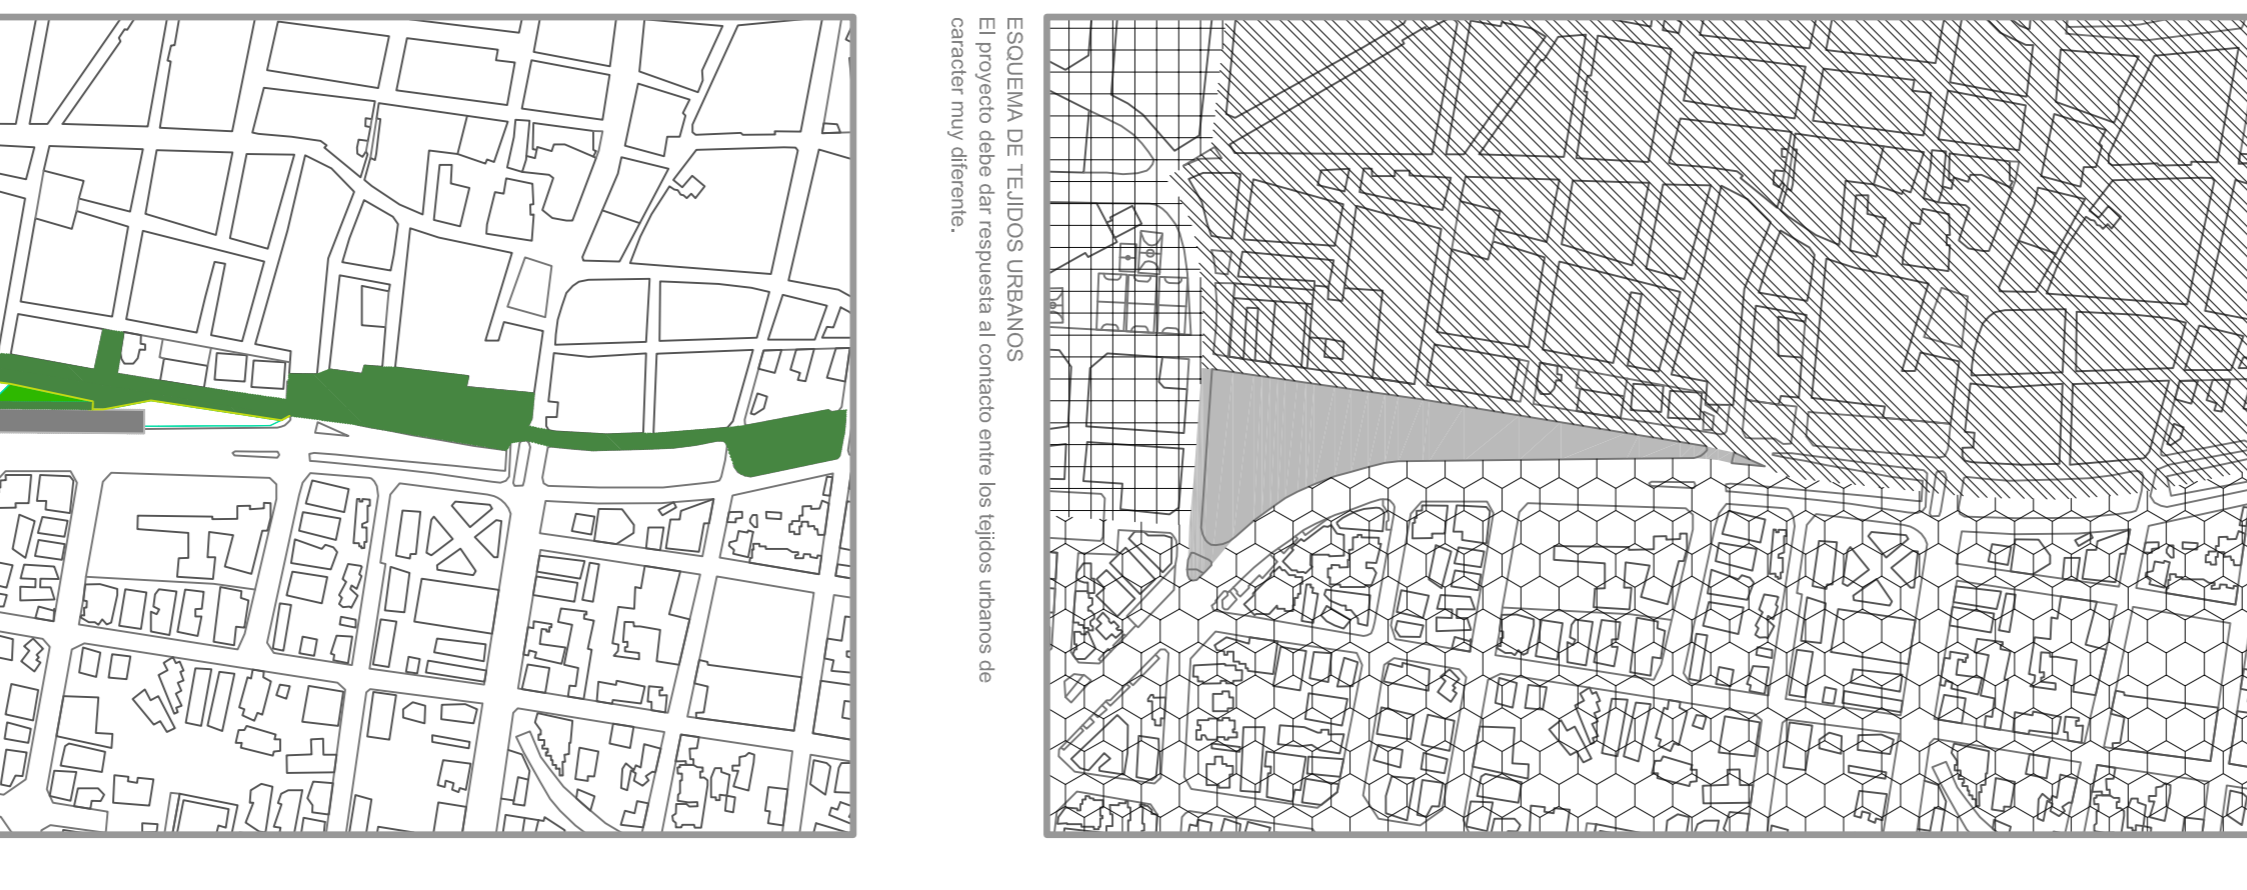 ESQUEMA DE TEJIDOS URBANOS
El proyecto debe dar respuesta al contacto entre los tejidos urbanos de
caracter muy diferente.